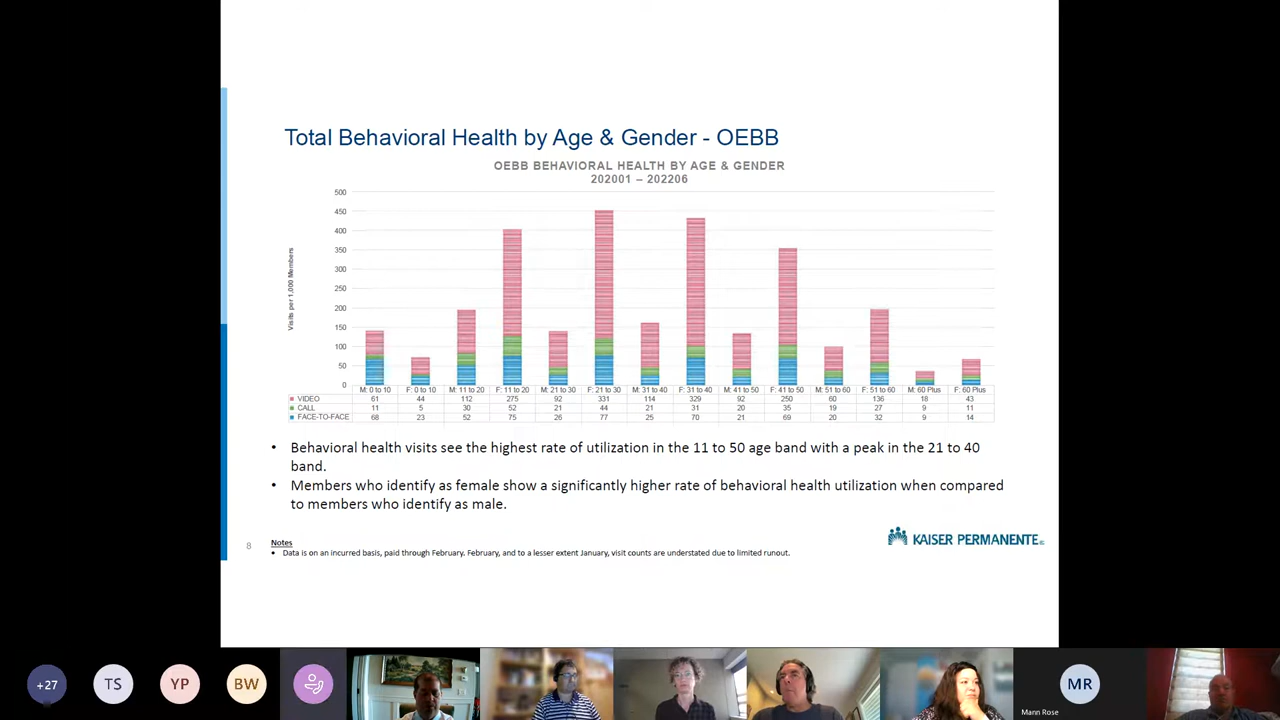 Total Behavioral Health by Age & Gender - OEBB
OEBB BEHAVIORAL HEALTH BY AGE & GENDER
202001 – 202206
Visits per 1,000 Members
500
450
400
350
300
250
200
150
100
50
0
M: 0 to 10 F: 0 to 10 M: 11 to 20 F: 11 to 20 M: 21 to 30 F: 21 to 30 M: 31 to 40 F: 31 to 40 M: 41 to 50 F: 41 to 50 M: 51 to 60 F: 51 to 60 M: 60 Plus F: 60 Plus
VIDEO 61 44 112 275 92 331 114 329 92 250 60 136 18 43
CALL 11 5 30 52 21 44 21 31 20 35 19 27 9 11
FACE-TO-FACE 68 23 52 75 26 77 25 70 21 69 20 32 9 14
• Behavioral health visits see the highest rate of utilization in the 11 to 50 age band with a peak in the 21 to 40
band.
• Members who identify as female show a significantly higher rate of behavioral health utilization when compared
to members who identify as male.
8
Notes
• Data is on an incurred basis, paid through February. February, and to a lesser extent January, visit counts are understated due to limited runout.
KAISER PERMANENTE
+27 TS YP BW MR
Mann Rose